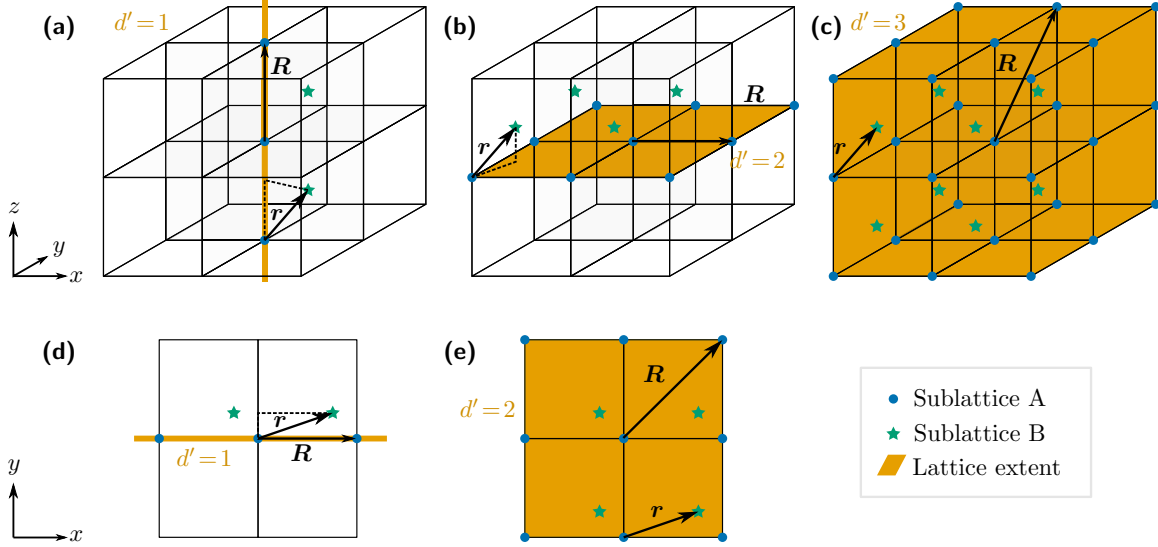 (a)
d′ = 1
R
r
z
y
x
(b)
R
r
d′ = 2
(c)
d′ = 3
R
r
(d)
r
d′ = 1
R
y
x
(e)
d′ = 2
R
r
Sublattice A
Sublattice B
Lattice extent